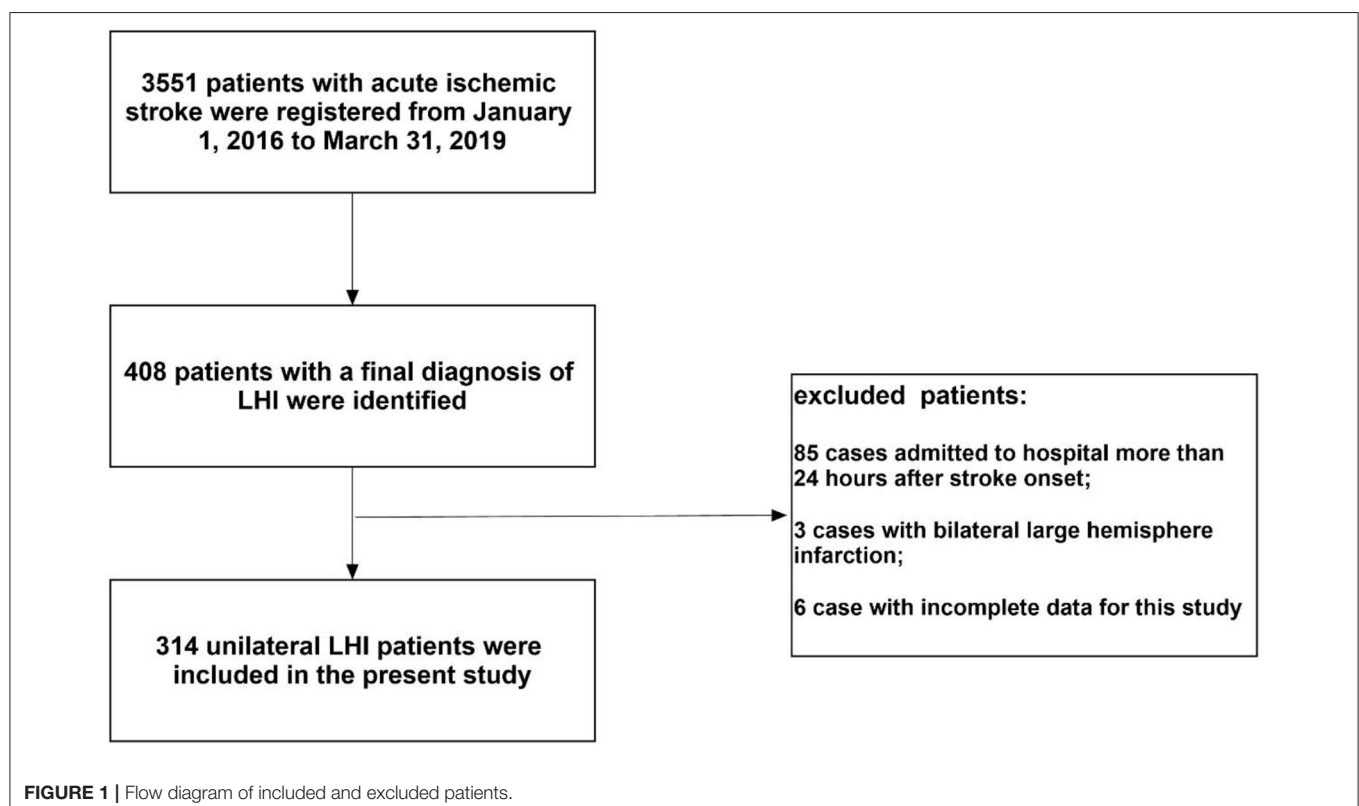 3551 patients with acute ischemic
stroke were registered from January
1, 2016 to March 31, 2019
408 patients with a final diagnosis of
LHI were identified
excluded patients:
85 cases admitted to hospital more than
24 hours after stroke onset;
3 cases with bilateral large hemisphere
infarction;
6 case with incomplete data for this study
314 unilateral LHI patients were
included in the present study
FIGURE 1 | Flow diagram of included and excluded patients.